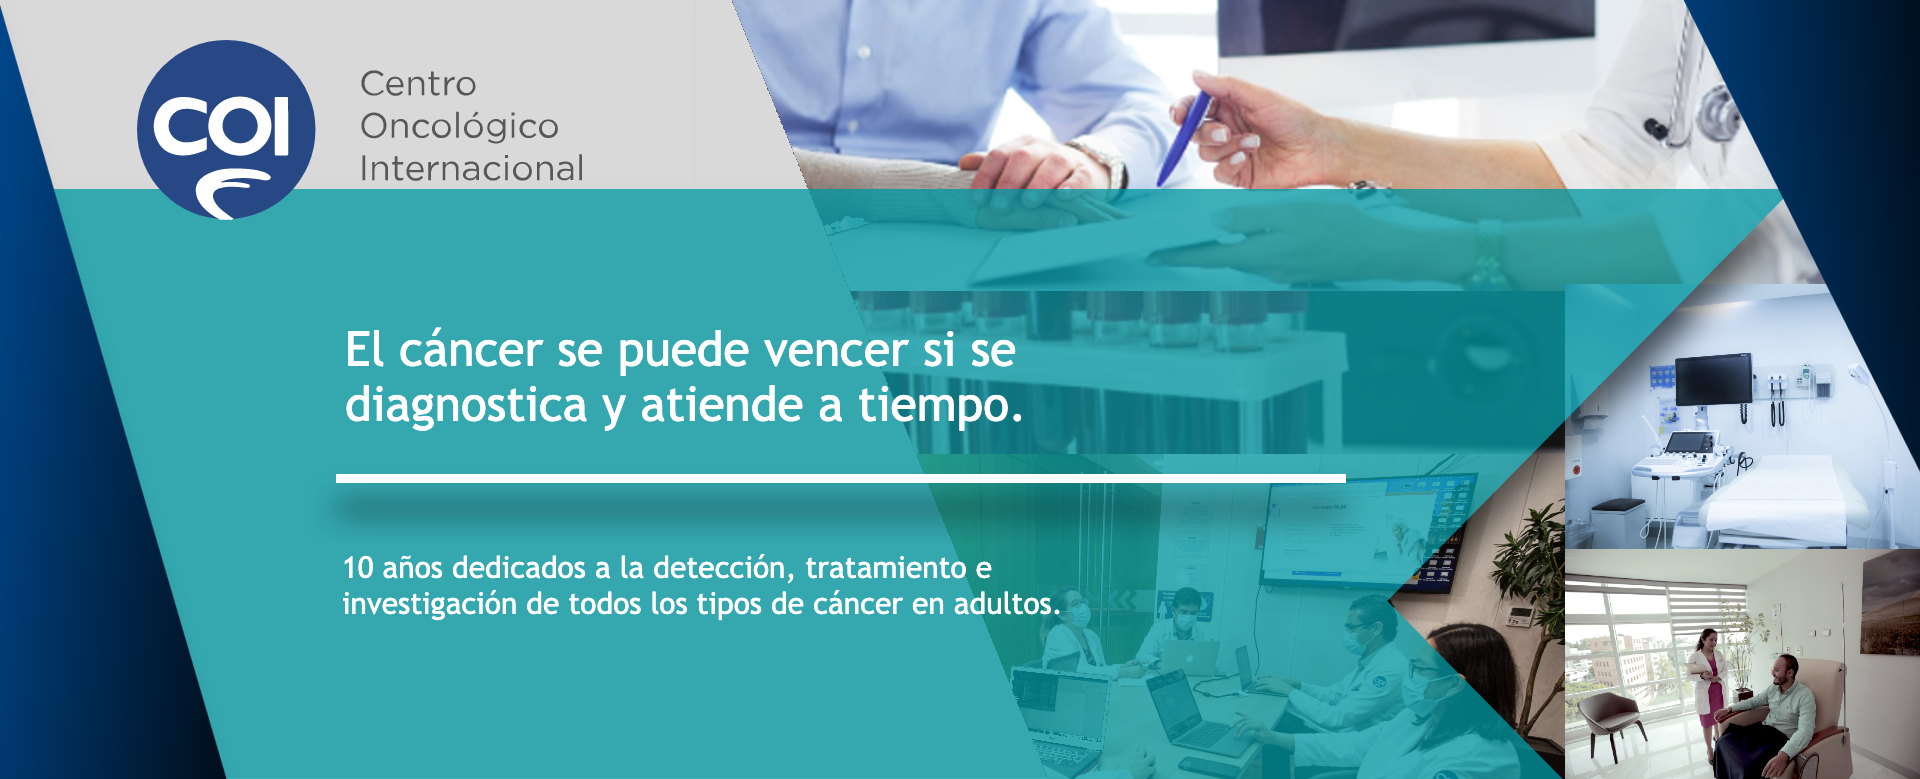 COI
Centro
Oncológico
Internacional
El cáncer se puede vencer si se
diagnostica y atiende a tiempo.
10 años dedicados a la detección, tratamiento e
investigación de todos los tipos de cáncer en adultos.